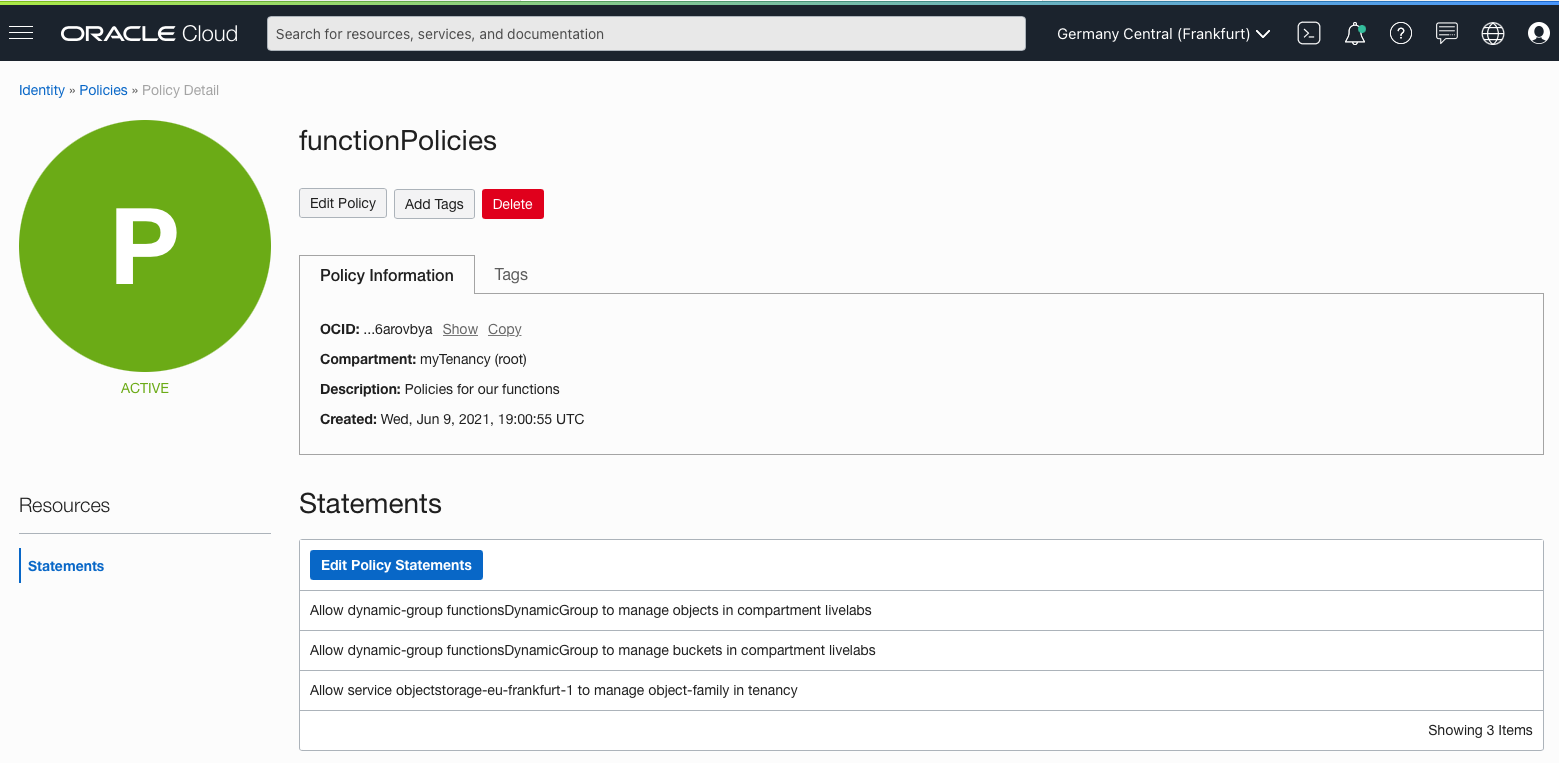 ORACLE Cloud
Search for resources, services, and documentation
Germany Central (Frankfurt)
Identity » Policies » Policy Detail
P
ACTIVE
functionPolicies
Edit Policy Add Tags Delete
Policy Information Tags
OCID: ...6arovbya Show Copy
Compartment: myTenancy (root)
Description: Policies for our functions
Created: Wed, Jun 9, 2021, 19:00:55 UTC
Resources
Statements
Statements
Edit Policy Statements
Allow dynamic-group functionsDynamicGroup to manage objects in compartment livelabs
Allow dynamic-group functionsDynamicGroup to manage buckets in compartment livelabs
Allow service objectstorage-eu-frankfurt-1 to manage object-family in tenancy
Showing 3 Items